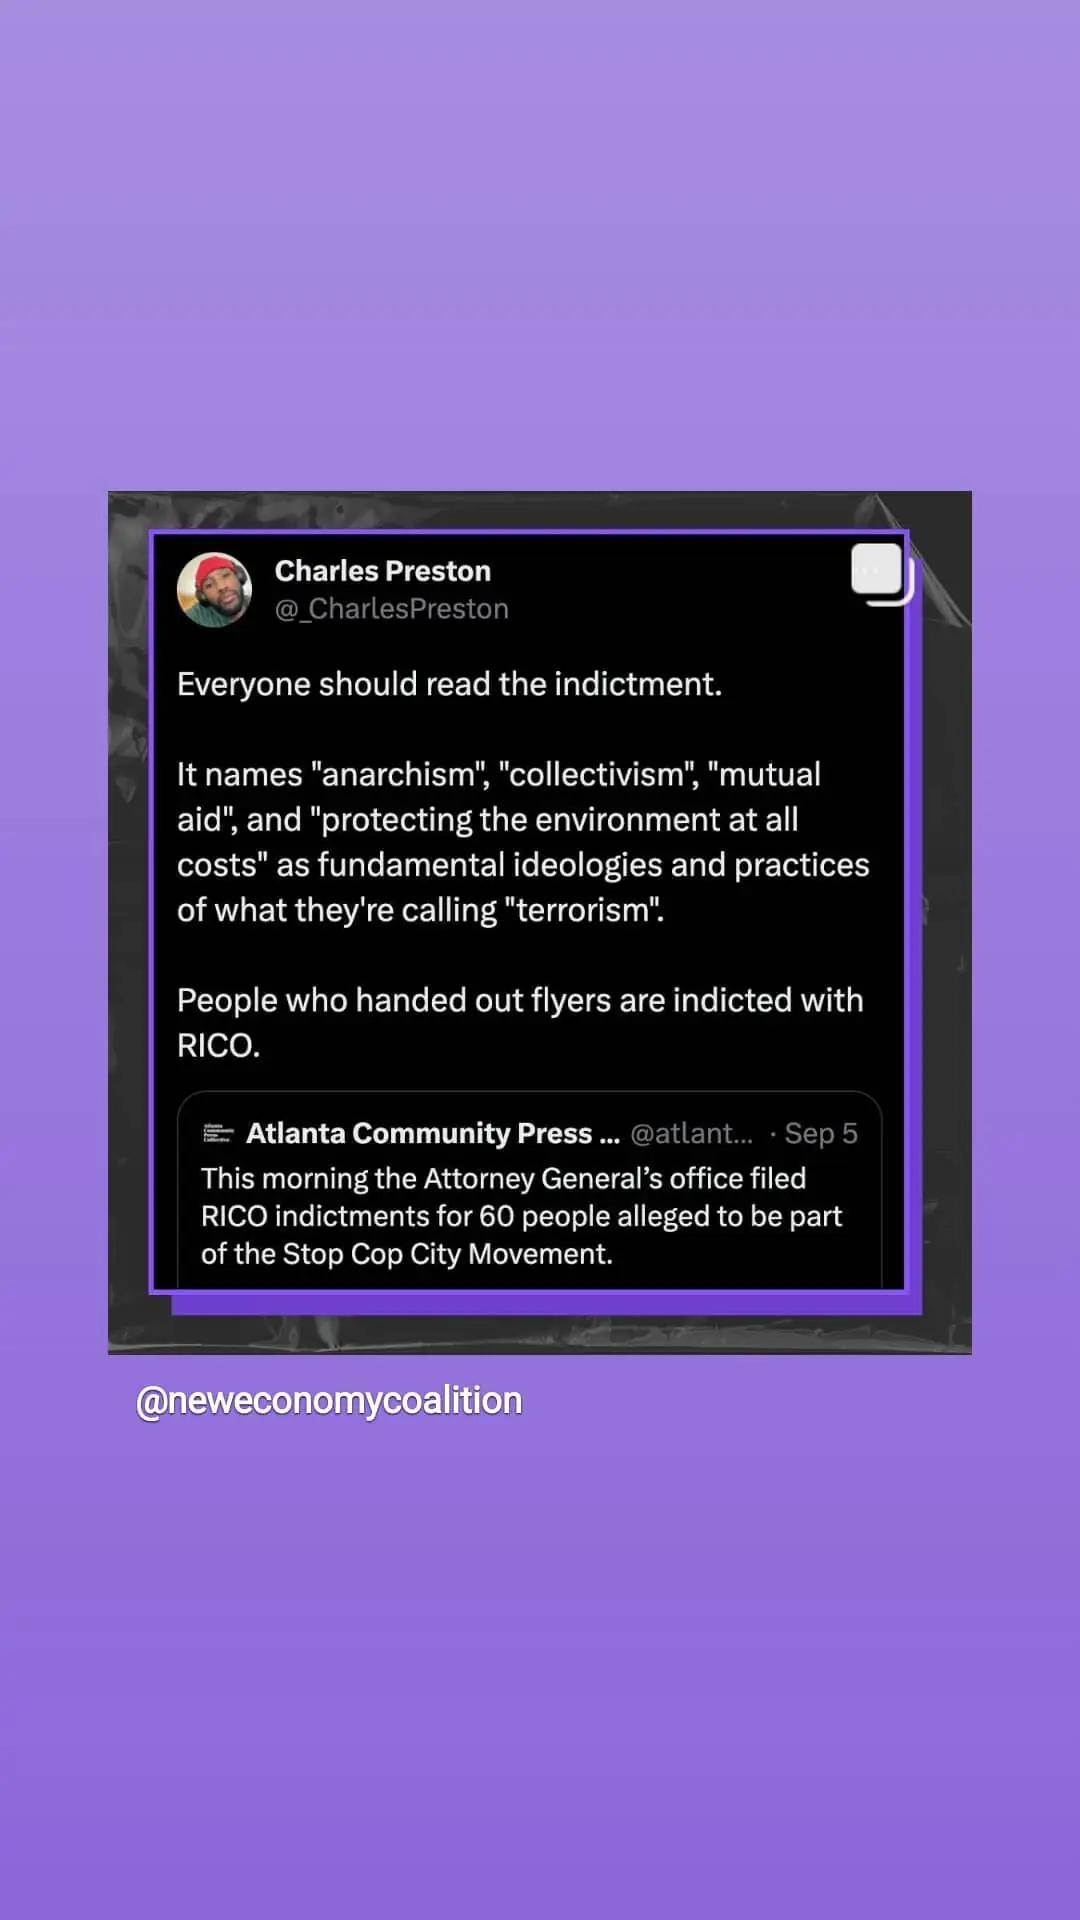 Charles Preston
@_CharlesPreston
Everyone should read the indictment.
It names "anarchism", "collectivism", "mutual
aid", and "protecting the environment at all
costs" as fundamental ideologies and practices
of what they're calling "terrorism".
People who handed out flyers are indicted with
RICO.
Atlanta Community Press ... @atlant... · Sep 5
This morning the Attorney General’s office filed
RICO indictments for 60 people alleged to be part
of the Stop Cop City Movement.
@neweconomycoalition